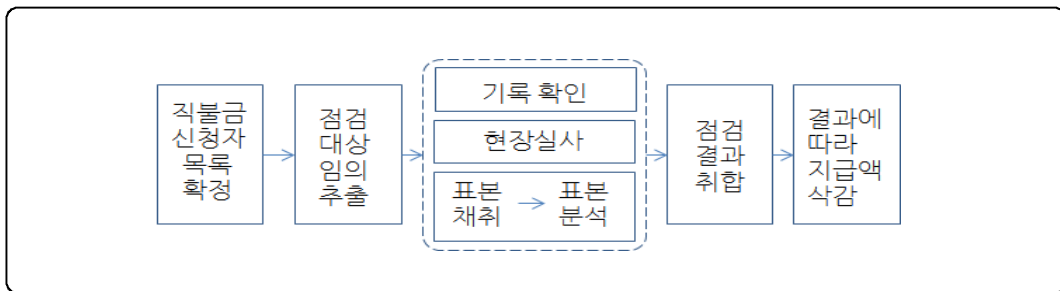 직불금
신청자
목록
확정
점검
대상
임의
추출
기록 확인
현장실사
표본
채취
표본
분석
점검
결과
취합
결과에
따라
지급액
삭감